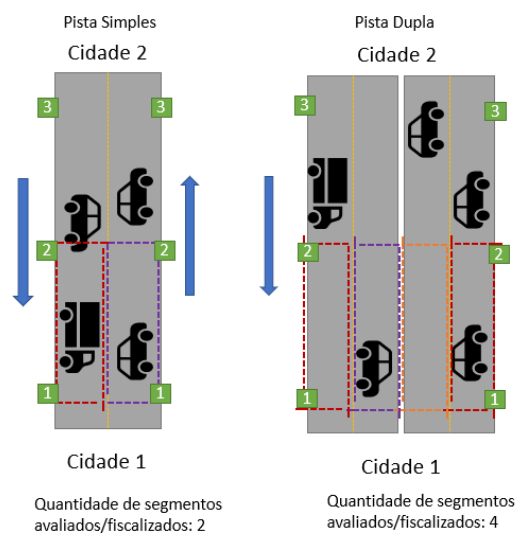 Pista Simples
Cidade 2
3 3
2 2
1 1
Cidade 1
Quantidade de segmentos
avaliados/fiscalizados: 2
Pista Dupla
Cidade 2
3 3
2 2
1 1
Cidade 1
Quantidade de segmentos
avaliados/fiscalizados: 4